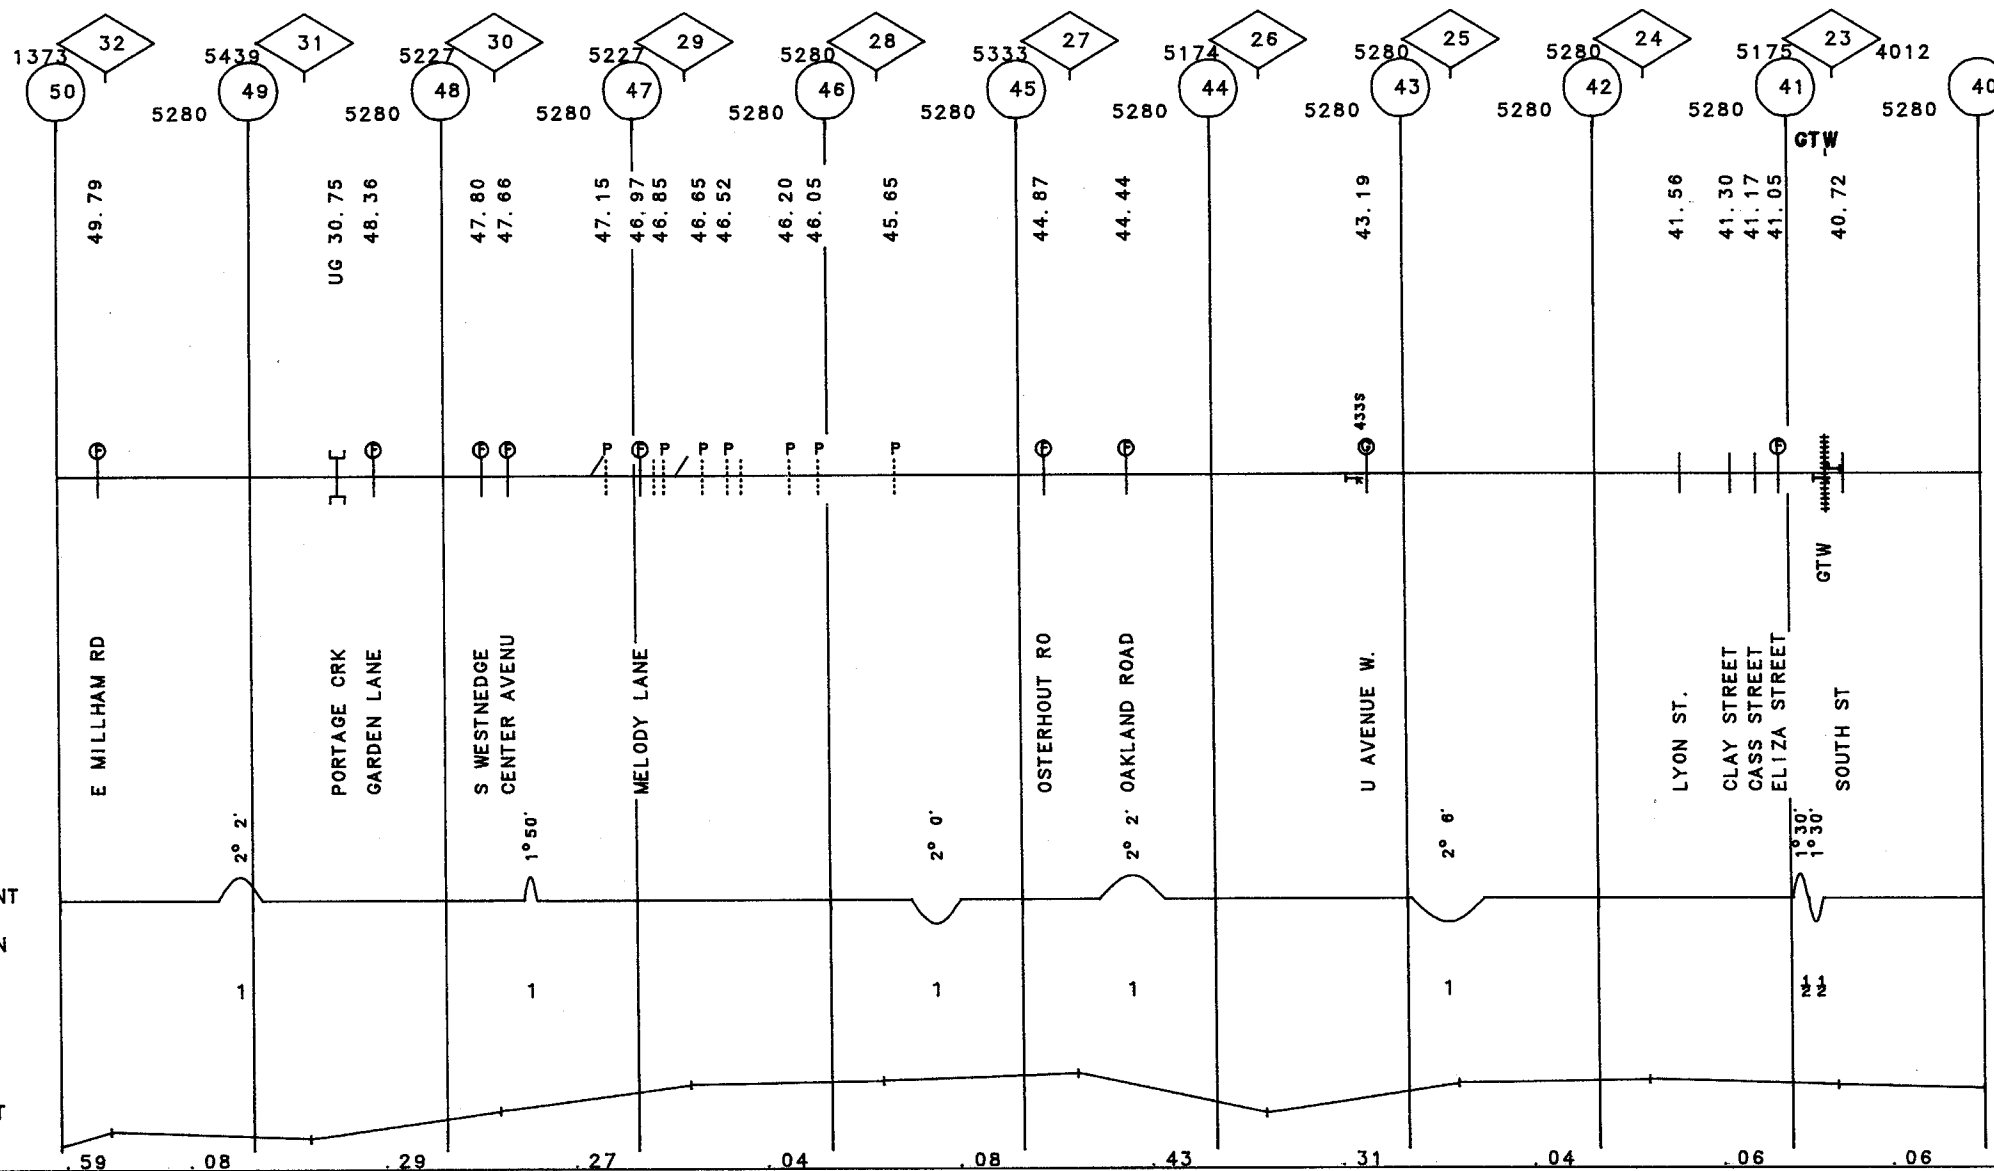 32 31 30 29 28 27 26 25 24 23
1373 5439 5227 5227 5280 5333 5174 5280 5280 5175 4012
50 49 48 47 46 45 44 43 42 41 40
5280 5280 5280 5280 5280 5280 5280 5280 5280 5280
GTW
49.79
UG 30.75
48.36
47.80
47.66
47.15
46.97
46.85
46.65
46.52
46.20
46.05
45.65
44.87
44.44
43.19
41.56
41.30
41.17
41.05
40.72
F F F F P F P P P P P P F F G 433S F
GTW
E MILLHAM RD
PORTAGE CRK
GARDEN LANE
S WESTNEDGE
CENTER AVENU
MELODY LANE
OSTERHOUT RO
OAKLAND ROAD
U AVENUE W.
LYON ST.
CLAY STREET
CASS STREET
ELIZA STREET
SOUTH ST
2° 2' 1°50' 2° 0' 2° 2' 2° 6' 1°30' 1°30'
NT
N
1 1 1 1 1 1/2 1/2
T
.59 .08 .29 .27 .04 .08 .43 .31 .04 .06 .06